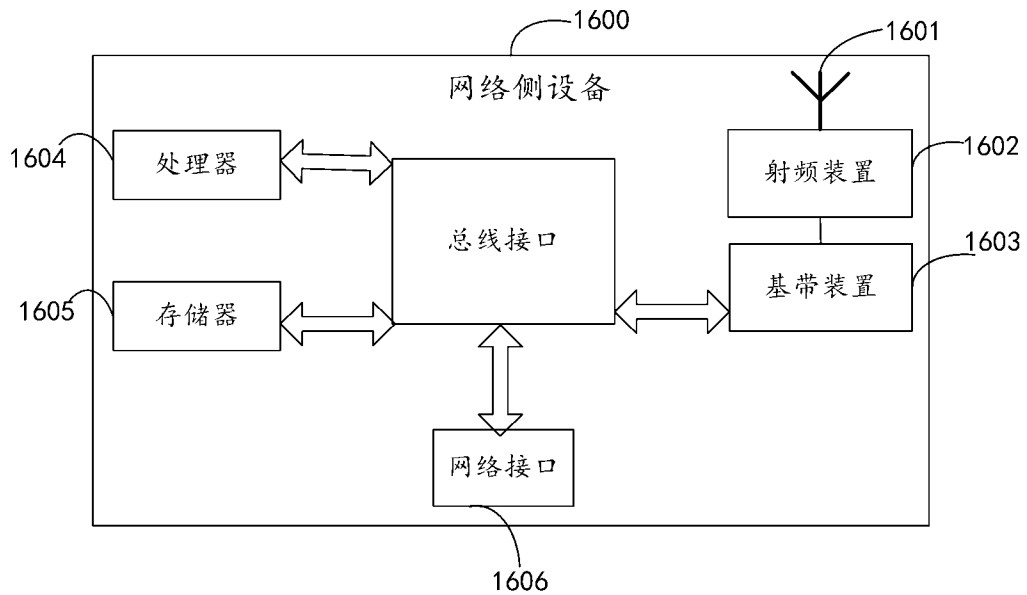 1600
1601
网络侧设备
1604
处理器
射频装置
1602
总线接口
1603
基带装置
1605
存储器
网络接口
1606